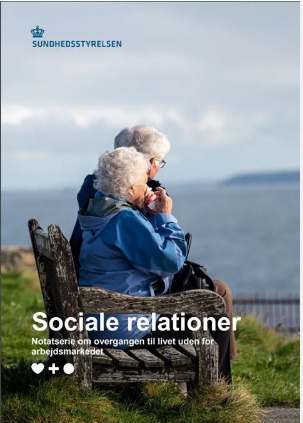 SUNDHEDSSTYRELSEN
Sociale relationer
Notatserie om overgangen til livet uden for
arbejdsmarkedet